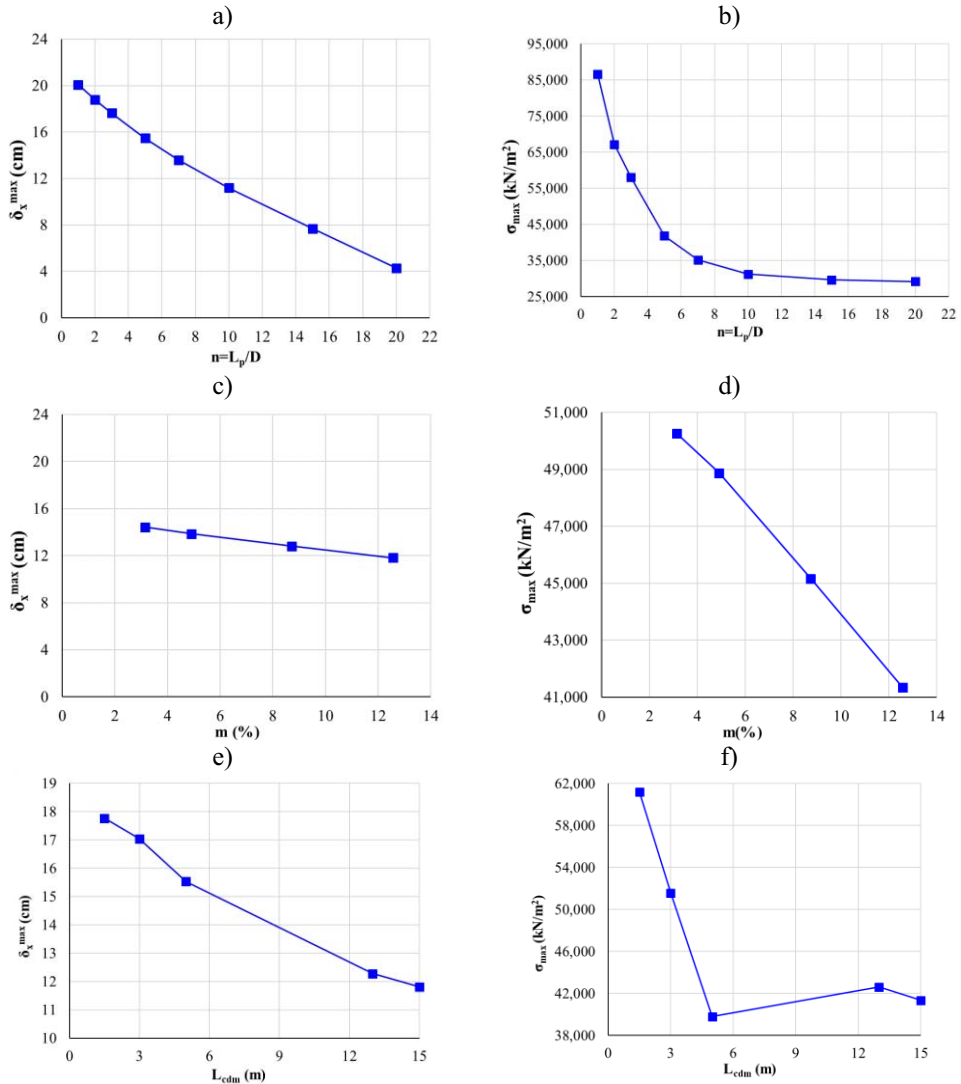 a)
24
20
16
12
8
4
0
δx^max (cm)
0 2 4 6 8 10 12 14 16 18 20 22
n=Lp/D
b)
95,000
85,000
75,000
65,000
55,000
45,000
35,000
25,000
σmax (kN/m²)
0 2 4 6 8 10 12 14 16 18 20 22
n=Lp/D
c)
24
20
16
12
8
4
0
δx^max (cm)
0 2 4 6 8 10 12 14
m (%)
d)
51,000
49,000
47,000
45,000
43,000
41,000
σmax (kN/m²)
0 2 4 6 8 10 12 14
m(%)
e)
19
18
17
16
15
14
13
12
11
10
δx^max (cm)
0 3 6 9 12 15
Lcdm (m)
f)
62,000
58,000
54,000
50,000
46,000
42,000
38,000
σmax (kN/m²)
0 3 6 9 12 15
Lcdm (m)